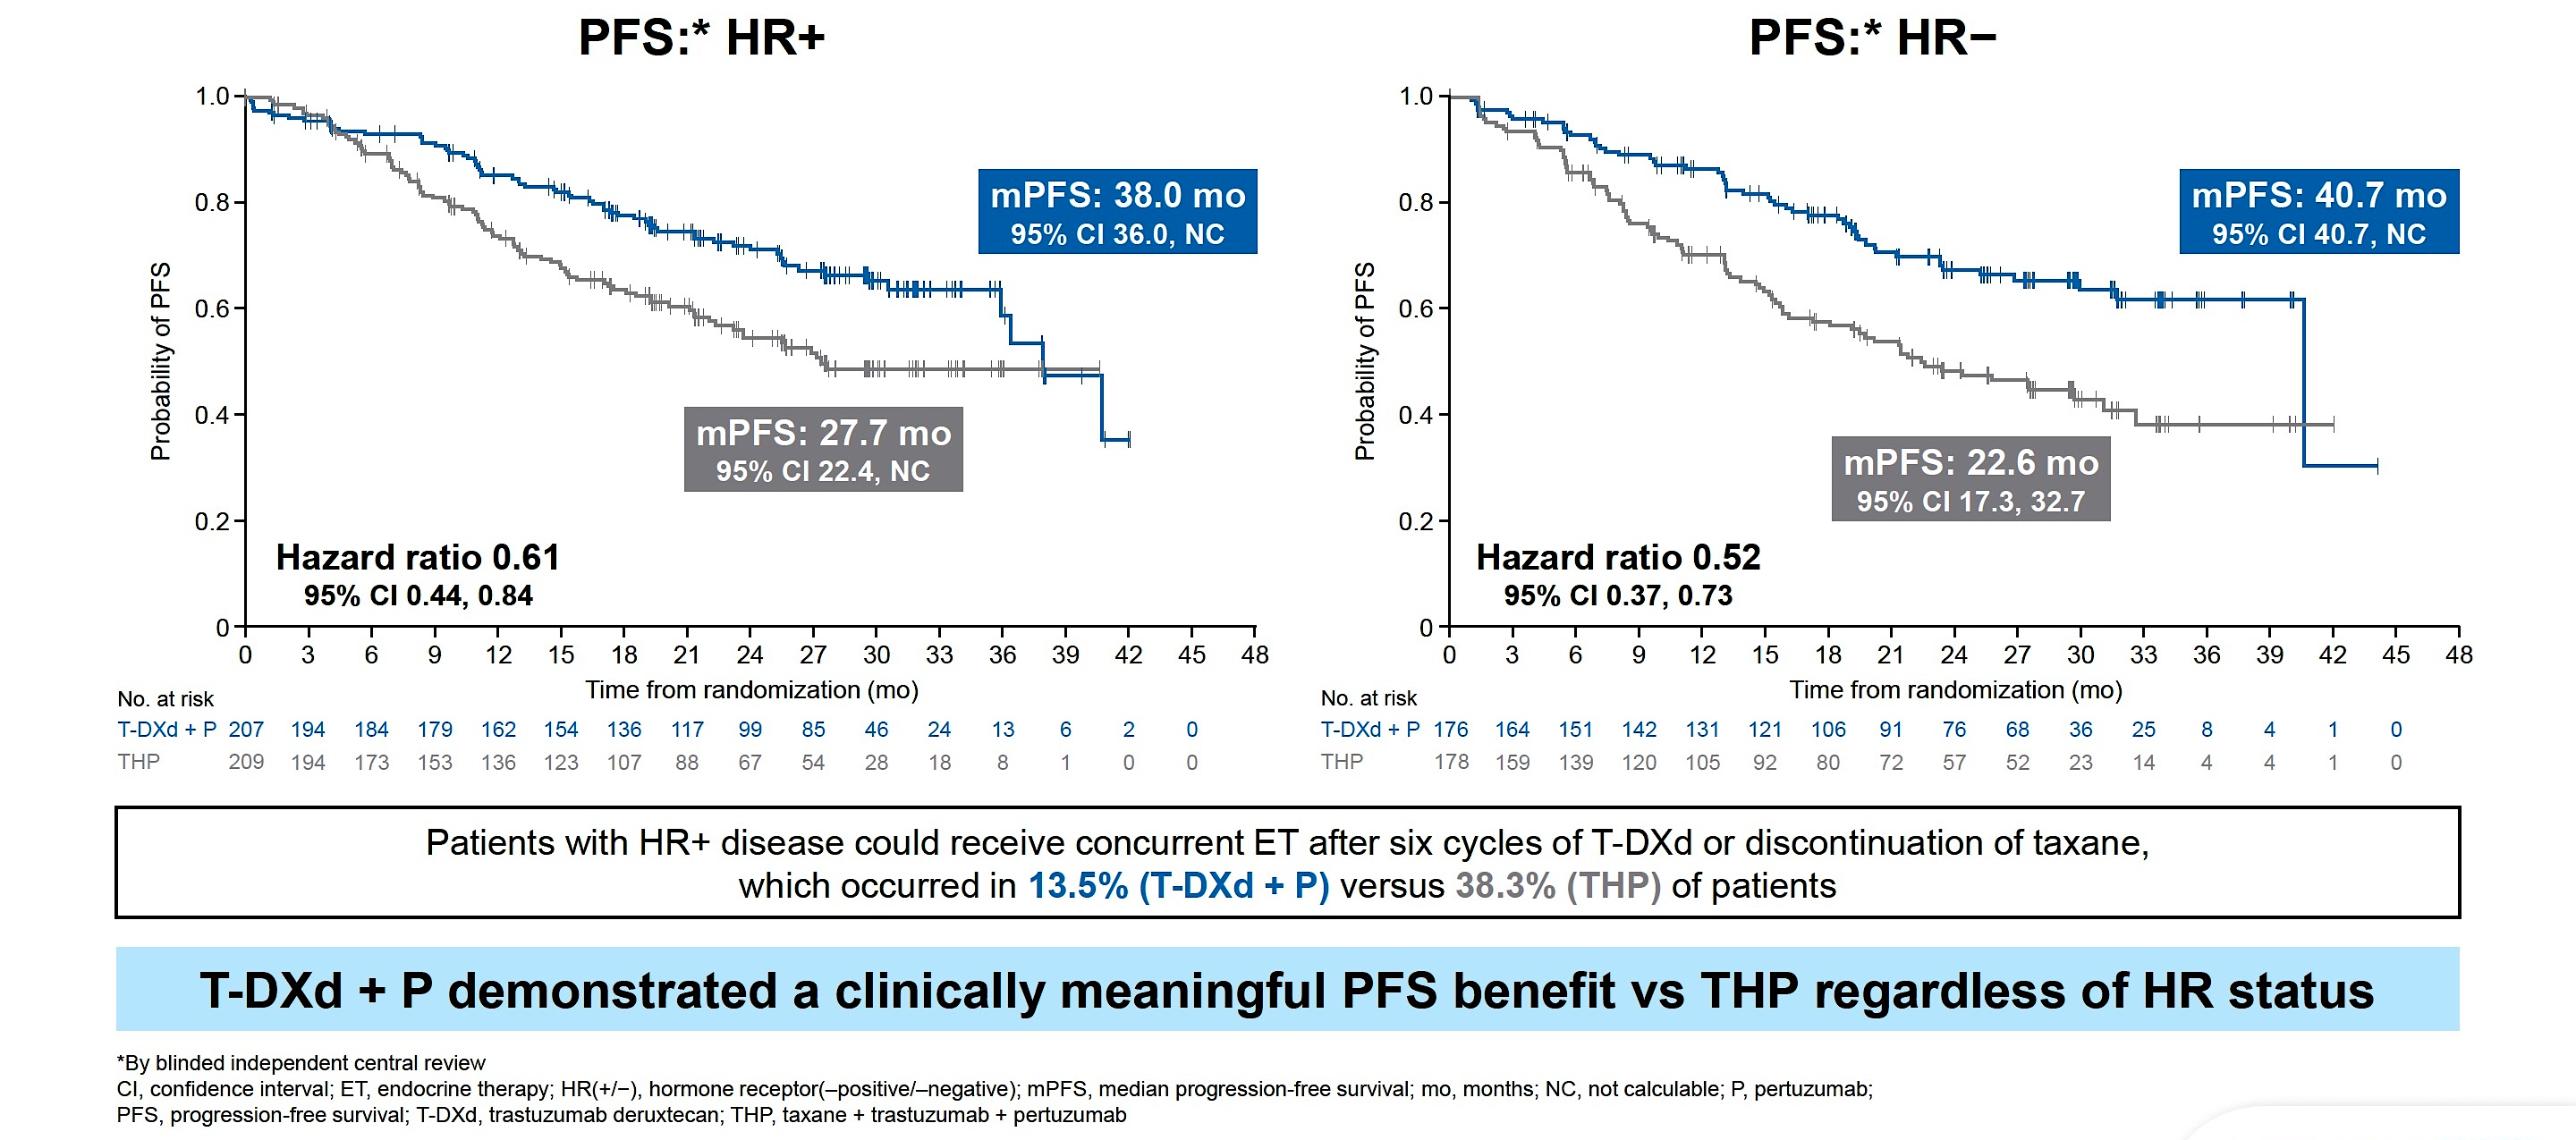 PFS:* HR+
1.0
0.8
0.6
0.4
0.2
0
Probability of PFS
mPFS: 38.0 mo
95% CI 36.0, NC
mPFS: 27.7 mo
95% CI 22.4, NC
Hazard ratio 0.61
95% CI 0.44, 0.84
0 3 6 9 12 15 18 21 24 27 30 33 36 39 42 45 48
Time from randomization (mo)
No. at risk
T-DXd + P 207 194 184 179 162 154 136 117 99 85 46 24 13 6 2 0
THP 209 194 173 153 136 123 107 88 67 54 28 18 8 1 0 0
PFS:* HR−
1.0
0.8
0.6
0.4
0.2
0
Probability of PFS
mPFS: 40.7 mo
95% CI 40.7, NC
mPFS: 22.6 mo
95% CI 17.3, 32.7
Hazard ratio 0.52
95% CI 0.37, 0.73
0 3 6 9 12 15 18 21 24 27 30 33 36 39 42 45 48
Time from randomization (mo)
No. at risk
T-DXd + P 176 164 151 142 131 121 106 91 76 68 36 25 8 4 1 0
THP 178 159 139 120 105 92 80 72 57 52 23 14 4 4 1 0
Patients with HR+ disease could receive concurrent ET after six cycles of T-DXd or discontinuation of taxane,
which occurred in 13.5% (T-DXd + P) versus 38.3% (THP) of patients
T-DXd + P demonstrated a clinically meaningful PFS benefit vs THP regardless of HR status
*By blinded independent central review
CI, confidence interval; ET, endocrine therapy; HR(+/−), hormone receptor(–positive/–negative); mPFS, median progression-free survival; mo, months; NC, not calculable; P, pertuzumab;
PFS, progression-free survival; T-DXd, trastuzumab deruxtecan; THP, taxane + trastuzumab + pertuzumab